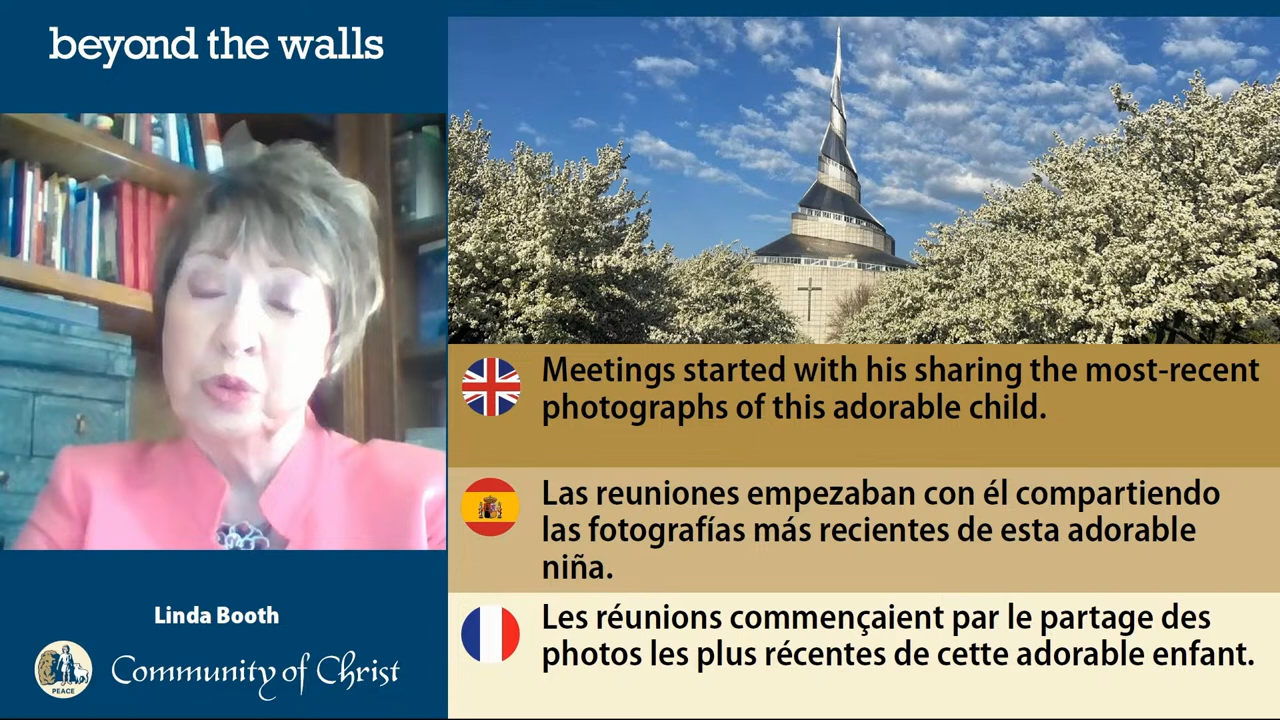 beyond the walls
Meetings started with his sharing the most-recent
photographs of this adorable child.
Las reuniones empezaban con él compartiendo
las fotografías más recientes de esta adorable
niña.
Les réunions commençaient par le partage des
photos les plus récentes de cette adorable enfant.
Linda Booth
PEACE
Community of Christ